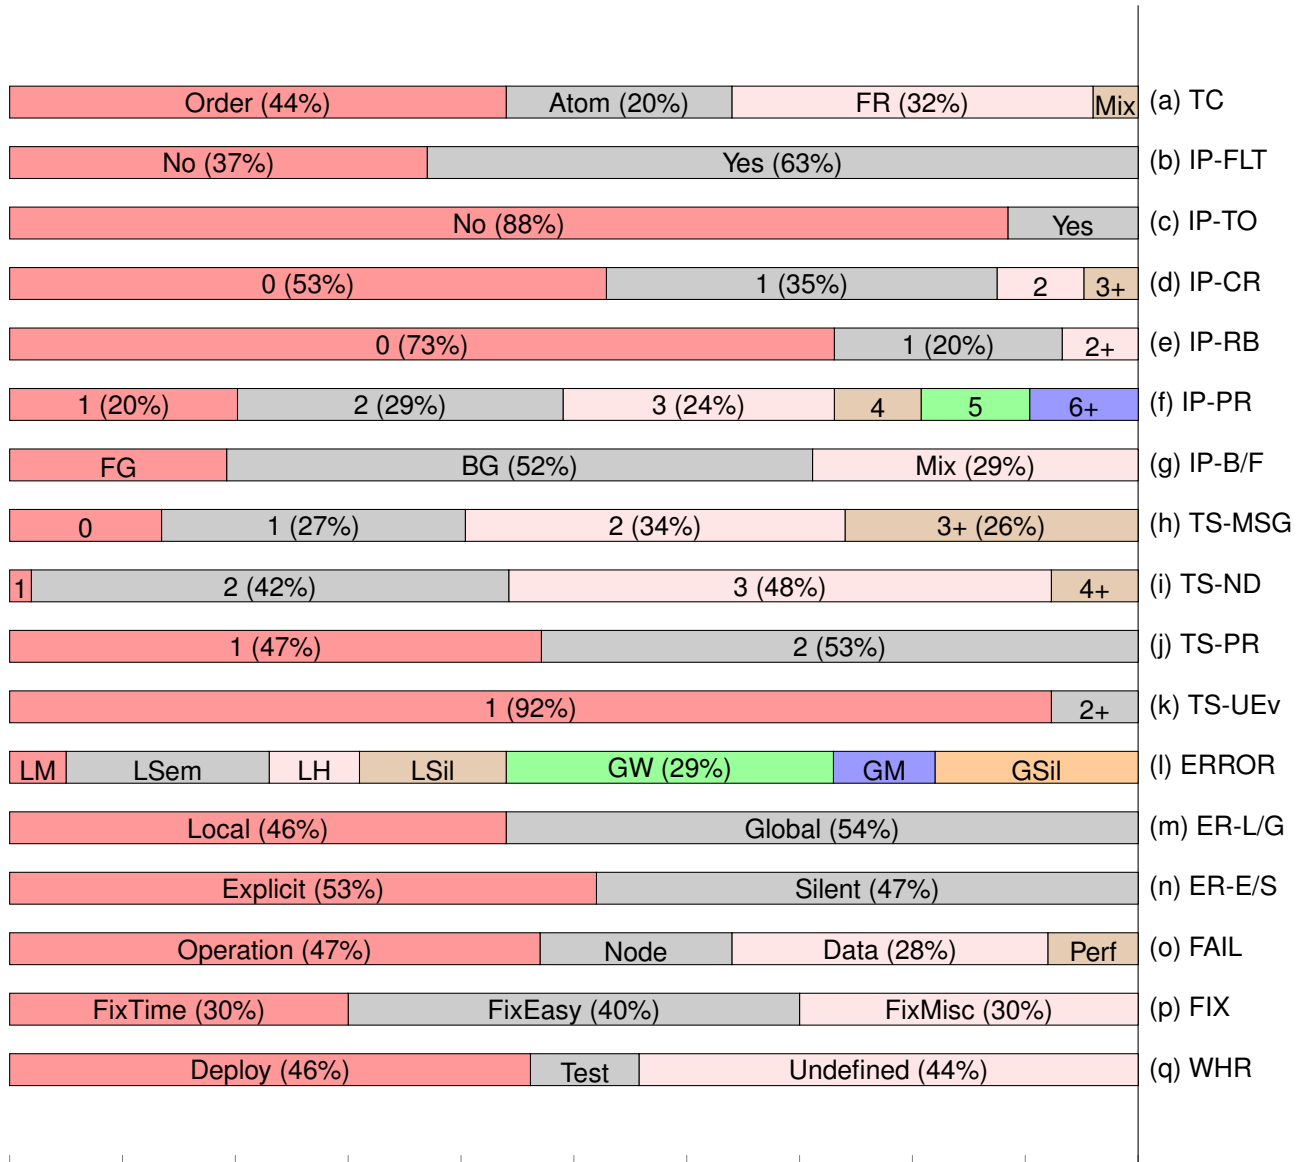 Order (44%) Atom (20%) FR (32%) Mix (a) TC
No (37%) Yes (63%) (b) IP-FLT
No (88%) Yes (c) IP-TO
0 (53%) 1 (35%) 2 3+ (d) IP-CR
0 (73%) 1 (20%) 2+ (e) IP-RB
1 (20%) 2 (29%) 3 (24%) 4 5 6+ (f) IP-PR
FG BG (52%) Mix (29%) (g) IP-B/F
0 1 (27%) 2 (34%) 3+ (26%) (h) TS-MSG
1 2 (42%) 3 (48%) 4+ (i) TS-ND
1 (47%) 2 (53%) (j) TS-PR
1 (92%) 2+ (k) TS-UEv
LM LSem LH LSil GW (29%) GM GSil (l) ERROR
Local (46%) Global (54%) (m) ER-L/G
Explicit (53%) Silent (47%) (n) ER-E/S
Operation (47%) Node Data (28%) Perf (o) FAIL
FixTime (30%) FixEasy (40%) FixMisc (30%) (p) FIX
Deploy (46%) Test Undefined (44%) (q) WHR